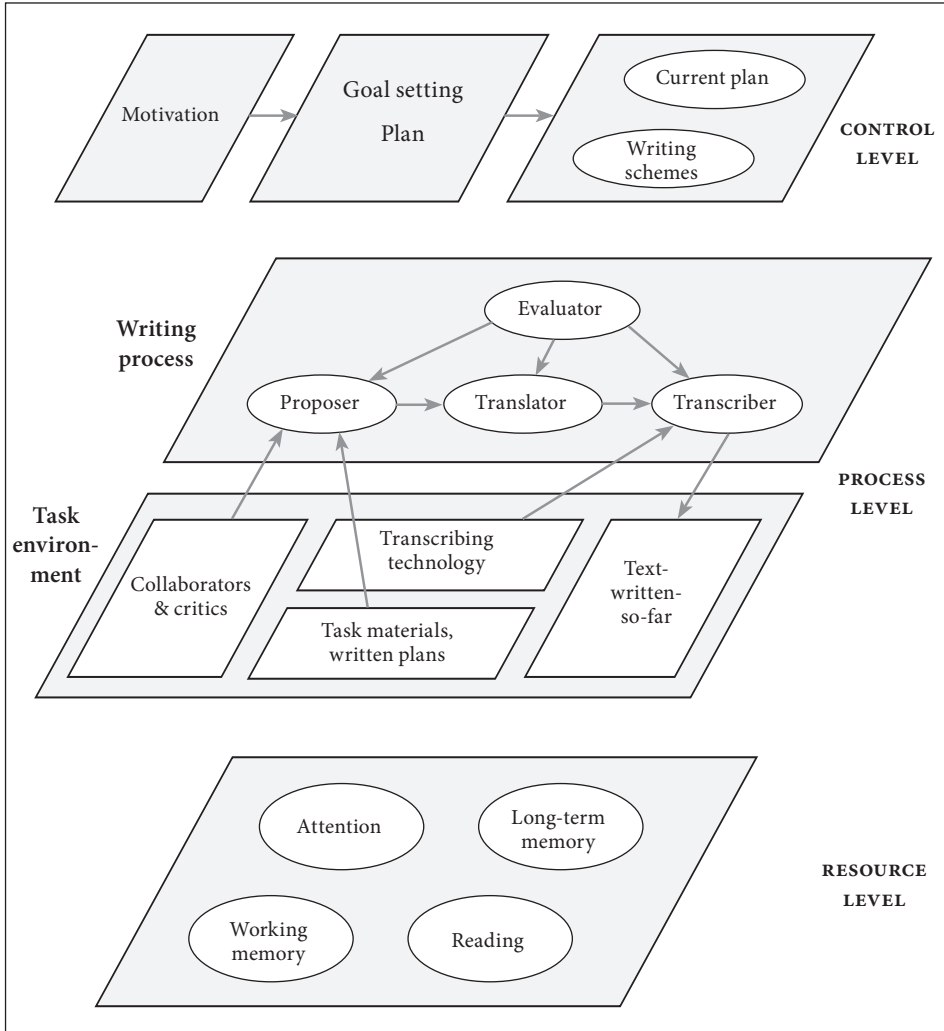 Motivation
Goal setting
Plan
Current plan
Writing
schemes
CONTROL
LEVEL
Writing
process
Evaluator
Proposer
Translator
Transcriber
PROCESS
LEVEL
Task
environ-
ment
Collaborators
& critics
Transcribing
technology
Task materials,
written plans
Text-
written-
so-far
Attention
Long-term
memory
Working
memory
Reading
RESOURCE
LEVEL